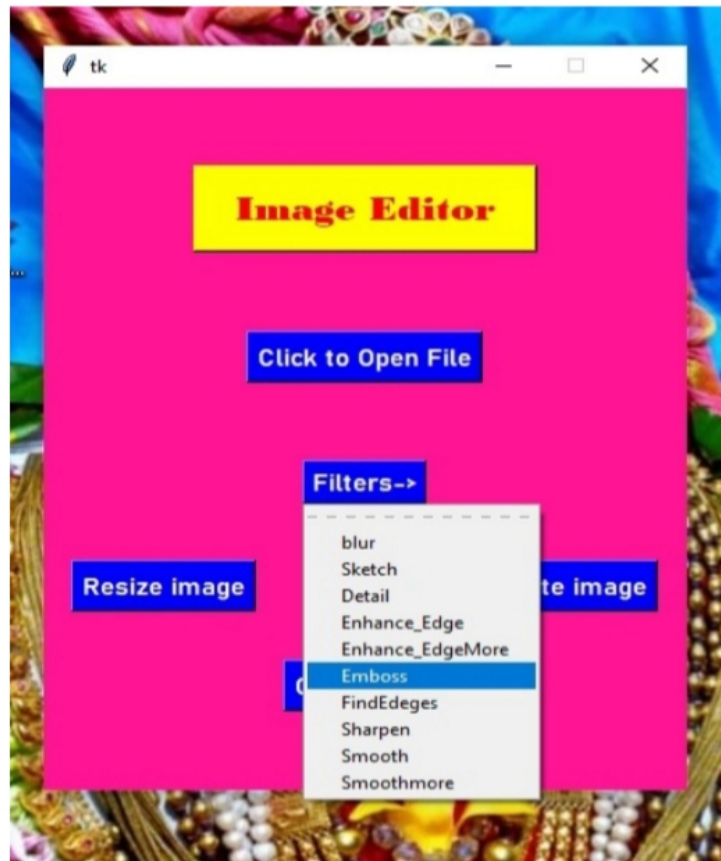 tk
Image Editor
Click to Open File
Filters->
blur
Sketch
Detail
Enhance_Edge
Enhance_EdgeMore
Emboss
FindEdeges
Sharpen
Smooth
Smoothmore
Resize image
image